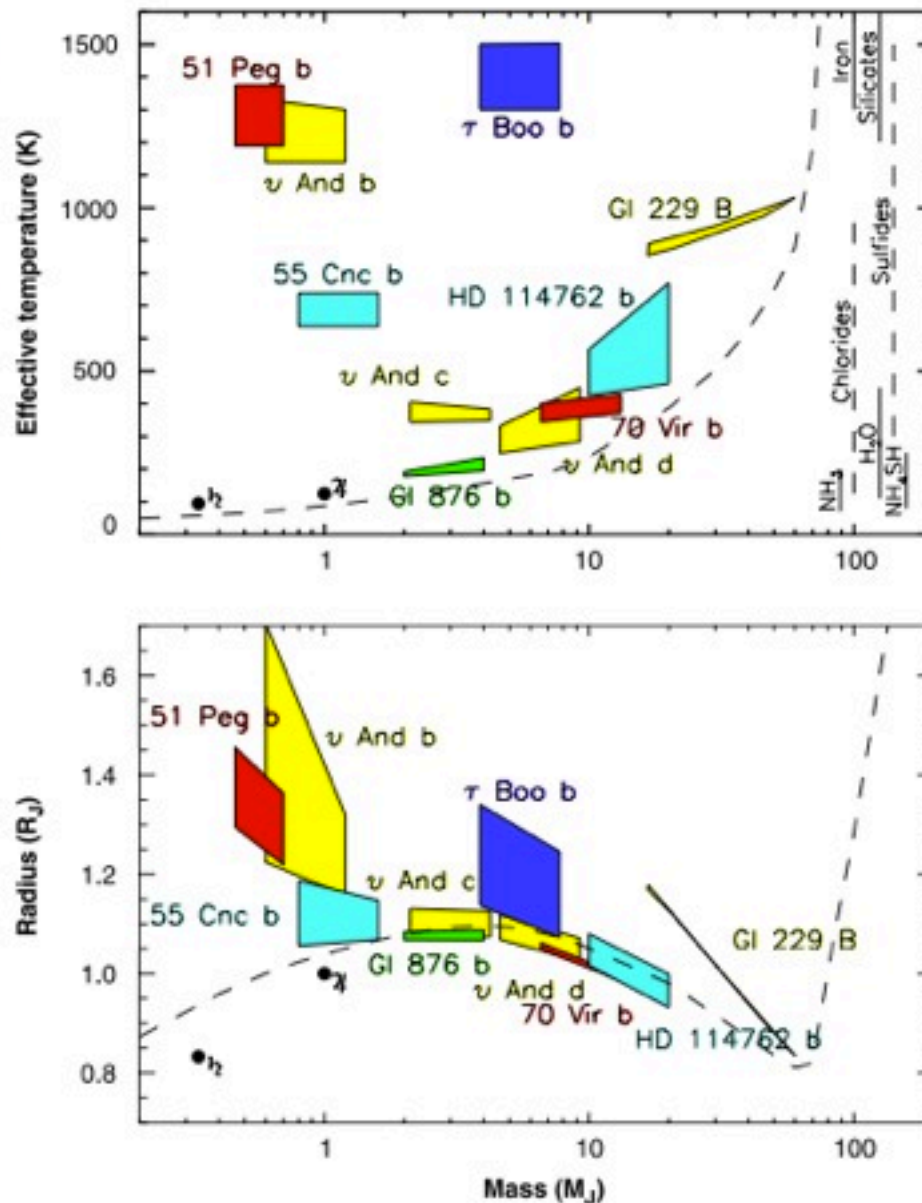 1500
1000
500
0
Effective temperature (K)
51 Peg b
τ Boo b
υ And b
Gl 229 B
55 Cnc b
HD 114762 b
υ And c
70 Vir b
υ And d
Gl 876 b
♄
♃
Iron
Silicates
Sulfides
Chlorides
H₂O
NH₃
NH₄SH
1
10
100
1.6
1.4
1.2
1.0
0.8
Radius (R_J)
51 Peg b
υ And b
τ Boo b
υ And c
55 Cnc b
Gl 229 B
Gl 876 b
υ And d
70 Vir b
HD 114762 b
♃
♄
1
10
100
Mass (M_J)